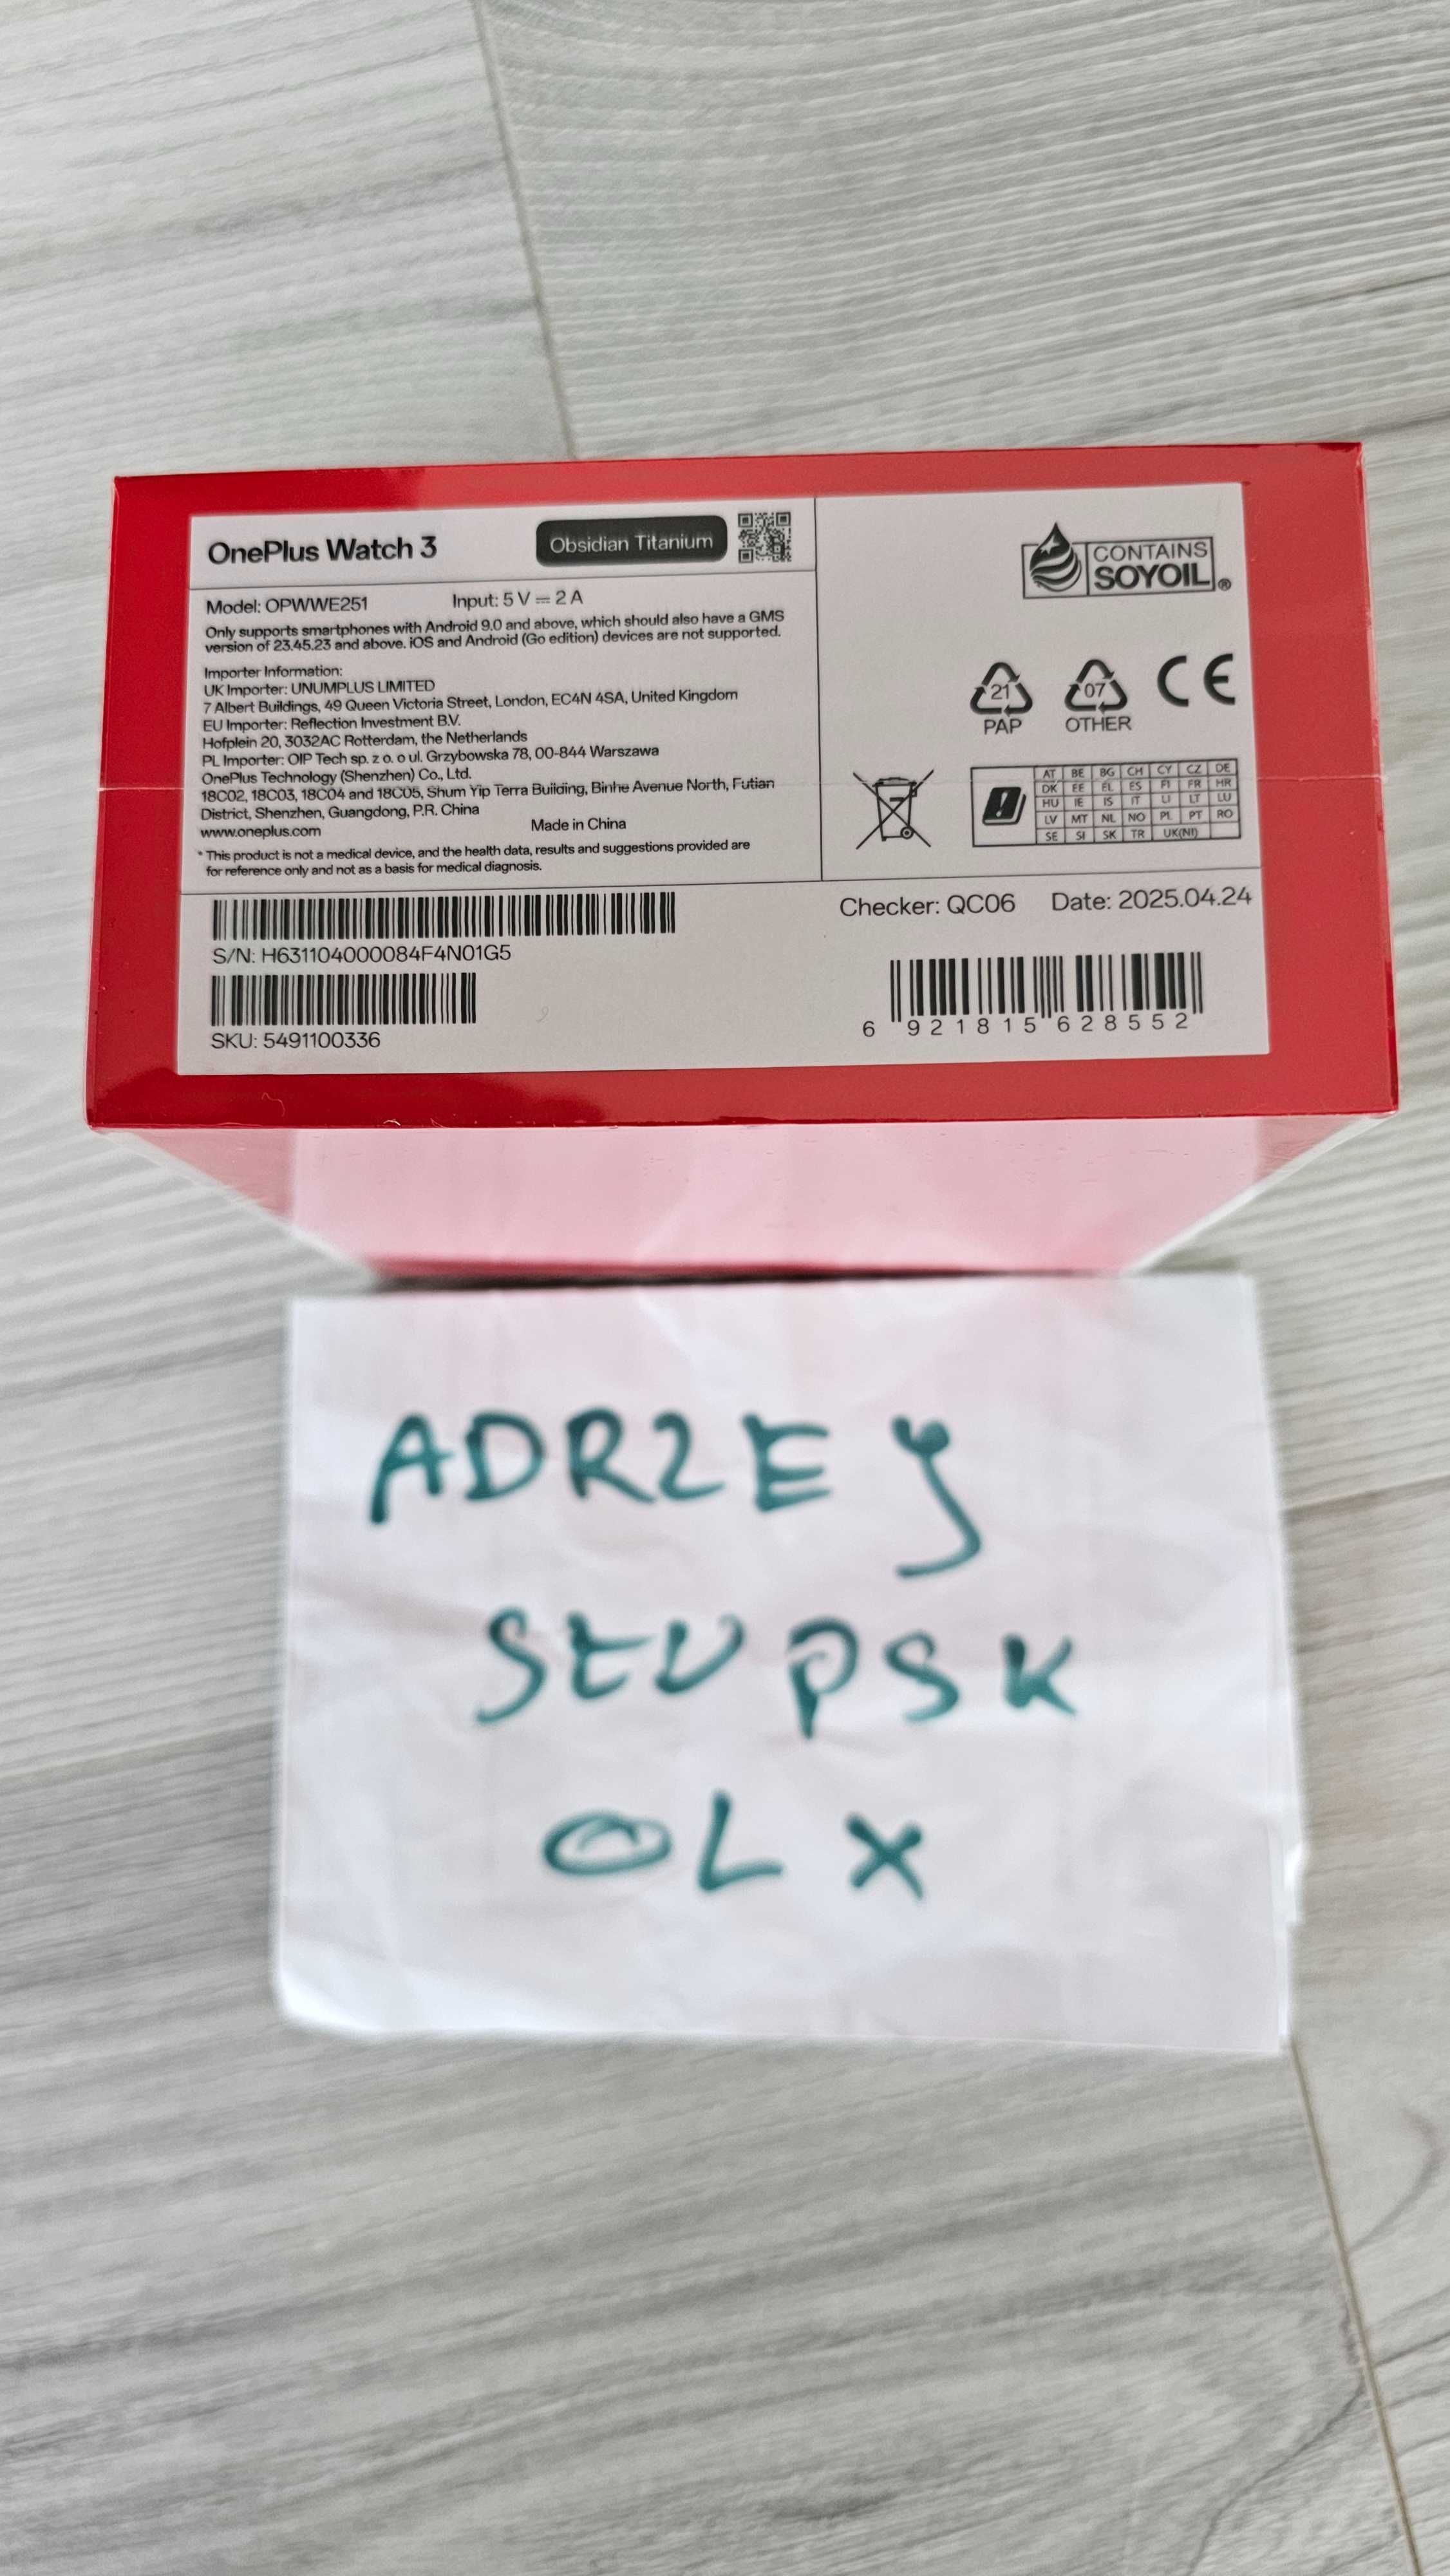 OnePlus Watch 3
Obsidian Titanium
Model: OPWWE251 Input: 5 V ⎓ 2 A
Only supports smartphones with Android 9.0 and above, which should also have a GMS
version of 23.45.23 and above. iOS and Android (Go edition) devices are not supported.
Importer Information:
UK Importer: UNUMPLUS LIMITED
7 Albert Buildings, 49 Queen Victoria Street, London, EC4N 4SA, United Kingdom
EU Importer: Reflection Investment B.V.
Hofplein 20, 3032AC Rotterdam, the Netherlands
PL Importer: OIP Tech sp. z o. o ul. Grzybowska 78, 00-844 Warszawa
OnePlus Technology (Shenzhen) Co., Ltd.
18C02, 18C03, 18C04 and 18C05, Shum Yip Terra Building, Binhe Avenue North, Futian
District, Shenzhen, Guangdong, P.R. China
www.oneplus.com Made in China
* This product is not a medical device, and the health data, results and suggestions provided are
for reference only and not as a basis for medical diagnosis.
S/N: H631104000084F4N01G5
SKU: 5491100336
CONTAINS
SOYOIL®
21
PAP
07
OTHER
CE
AT BE BG CH CY CZ DE
DK EE EL ES FI FR HR
HU IE IS IT LI LT LU
LV MT NL NO PL PT RO
SE SI SK TR UK(NI)
Checker: QC06 Date: 2025.04.24
6 921815 628552
ADRZEJ
SŁUPSK
OLX